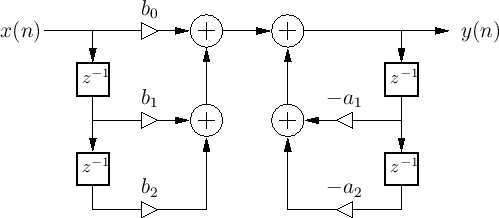 b₀
x(n) + + y(n)
z⁻¹ z⁻¹
b₁ −a₁
+ +
z⁻¹ z⁻¹
b₂ −a₂